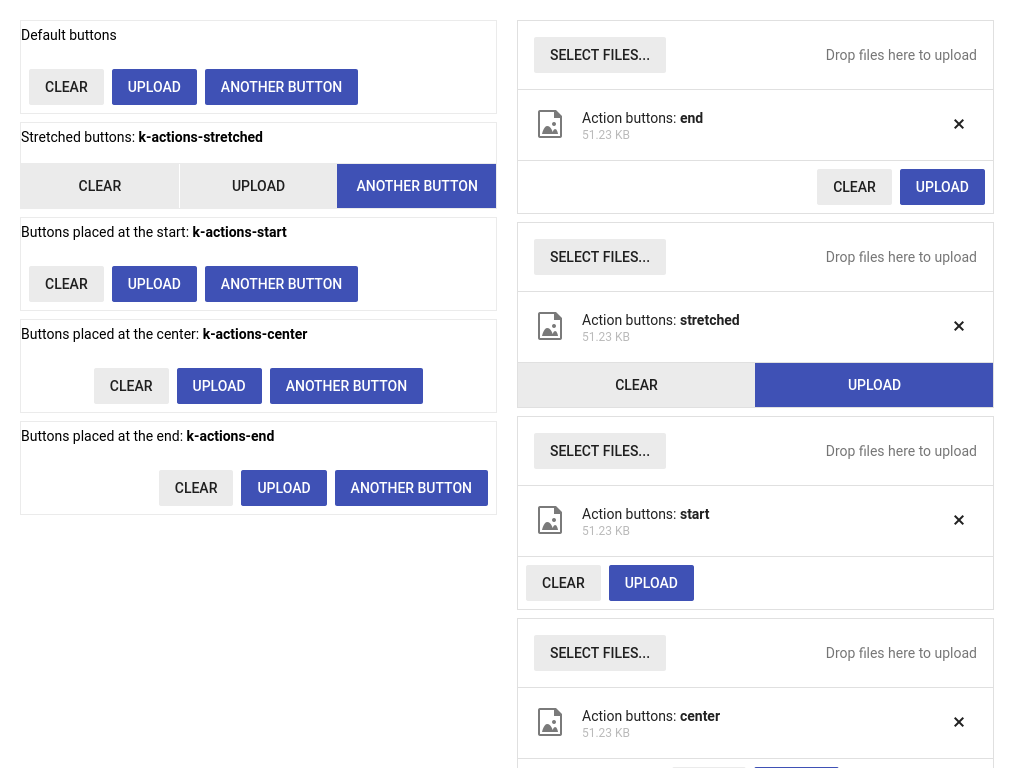 Default buttons
CLEAR UPLOAD ANOTHER BUTTON
Stretched buttons: k-actions-stretched
CLEAR UPLOAD ANOTHER BUTTON
Buttons placed at the start: k-actions-start
CLEAR UPLOAD ANOTHER BUTTON
Buttons placed at the center: k-actions-center
CLEAR UPLOAD ANOTHER BUTTON
Buttons placed at the end: k-actions-end
CLEAR UPLOAD ANOTHER BUTTON
SELECT FILES... Drop files here to upload
Action buttons: end
51.23 KB
CLEAR UPLOAD
SELECT FILES... Drop files here to upload
Action buttons: stretched
51.23 KB
CLEAR UPLOAD
SELECT FILES... Drop files here to upload
Action buttons: start
51.23 KB
CLEAR UPLOAD
SELECT FILES... Drop files here to upload
Action buttons: center
51.23 KB